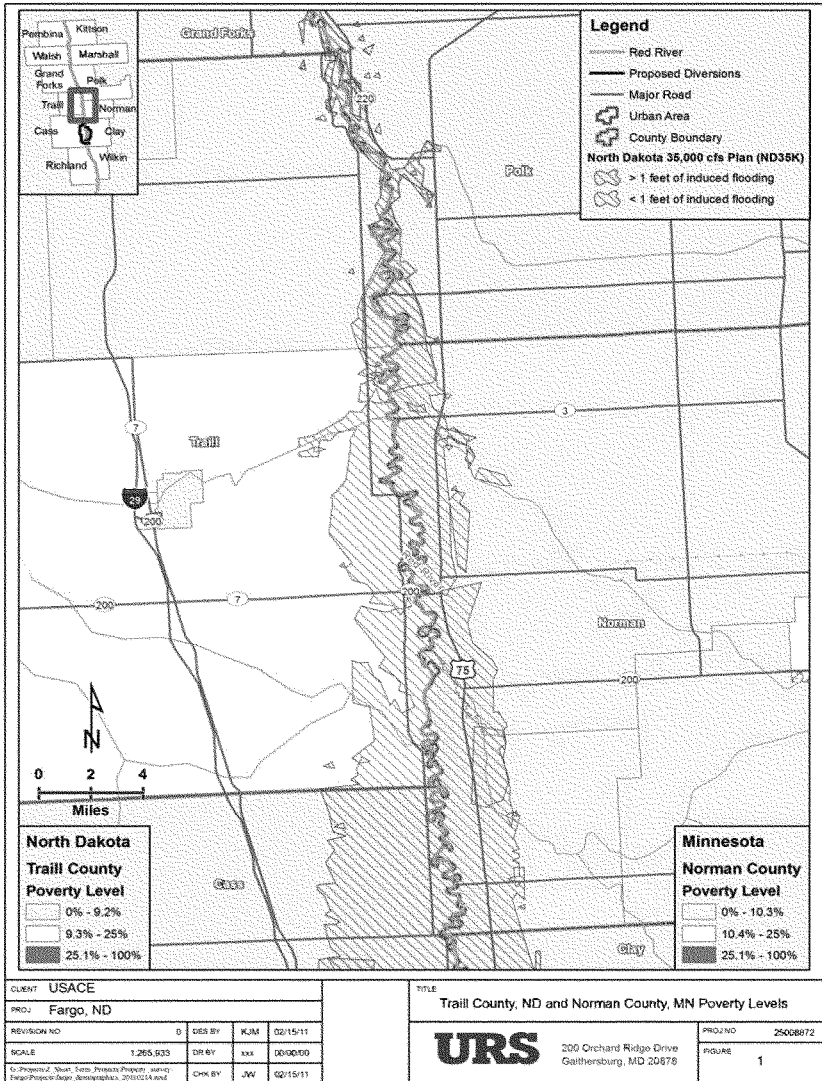 Pembina
Kittson
Walsh
Marshall
Grand
Forks
Polk
Traill
Norman
Cass
Clay
Richland
Wilkin
Grand Forks
220
Polk
Legend
Red River
Proposed Diversions
Major Road
Urban Area
County Boundary
North Dakota 35,000 cfs Plan (ND35K)
> 1 feet of induced flooding
< 1 feet of induced flooding
7
Traill
3
29
200
200
7
200
Norman
75
200
N
0 2 4
Miles
Cass
Clay
North Dakota
Traill County
Poverty Level
0% - 9.2%
9.3% - 25%
25.1% - 100%
Minnesota
Norman County
Poverty Level
0% - 10.3%
10.4% - 25%
25.1% - 100%
CLIENT USACE
PROJ Fargo, ND
REVISION NO 0 DES BY KJM 02/15/11
SCALE 1:265,933 DR BY xxx 00/00/00
CHK BY JW 02/15/11
TITLE
Traill County, ND and Norman County, MN Poverty Levels
URS
200 Orchard Ridge Drive
Gaithersburg, MD 20878
PROJ NO 25008872
FIGURE 1